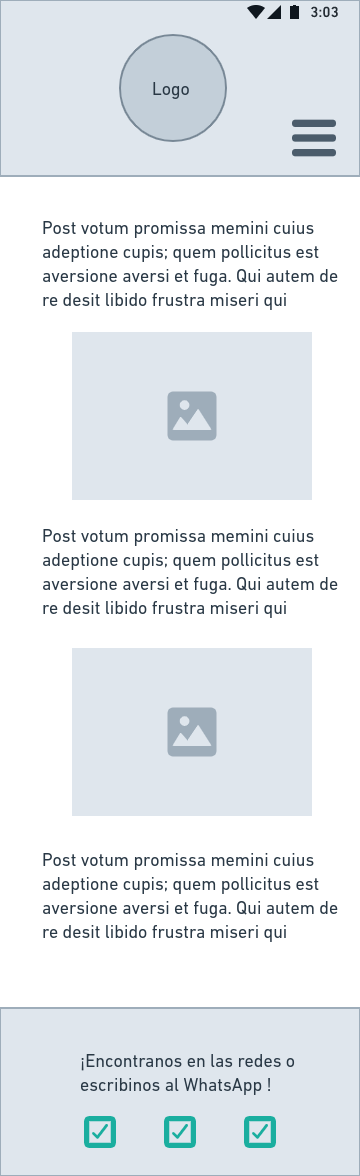 3:03
Logo
Post votum promissa memini cuius
adeptione cupis; quem pollicitus est
aversione aversi et fuga. Qui autem de
re desit libido frustra miseri qui
Post votum promissa memini cuius
adeptione cupis; quem pollicitus est
aversione aversi et fuga. Qui autem de
re desit libido frustra miseri qui
Post votum promissa memini cuius
adeptione cupis; quem pollicitus est
aversione aversi et fuga. Qui autem de
re desit libido frustra miseri qui
¡Encontranos en las redes o
escribinos al WhatsApp !